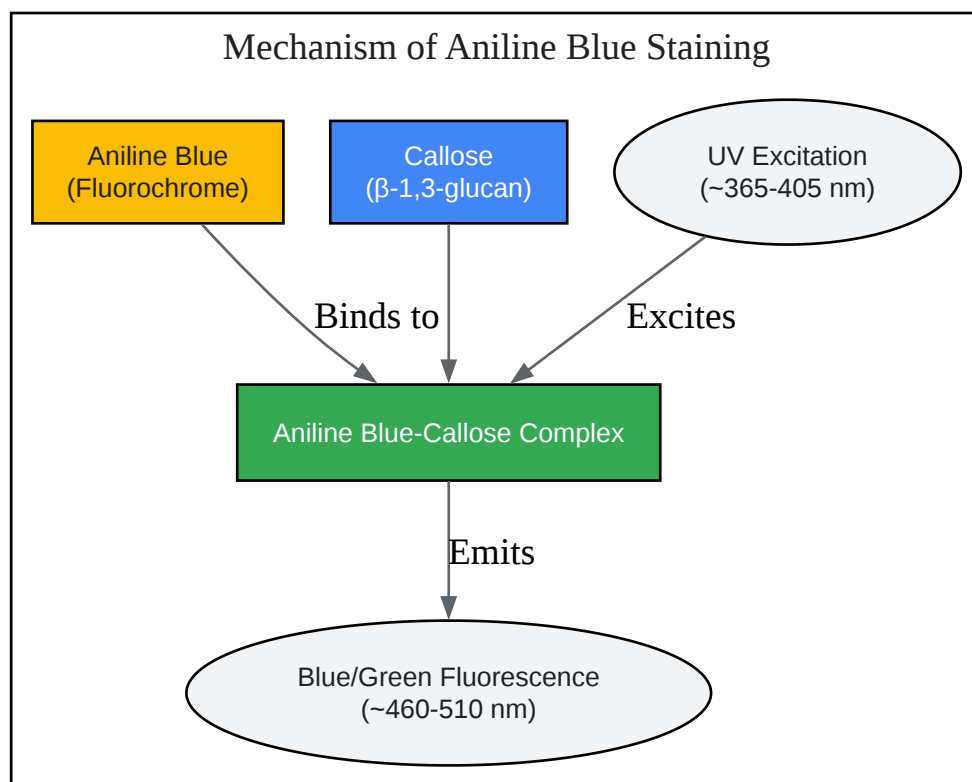 Mechanism of Aniline Blue Staining
Aniline Blue
(Fluorochrome)
Callose
(β-1,3-glucan)
UV Excitation
(~365-405 nm)
Binds to
Excites
Aniline Blue-Callose Complex
Emits
Blue/Green Fluorescence
(~460-510 nm)